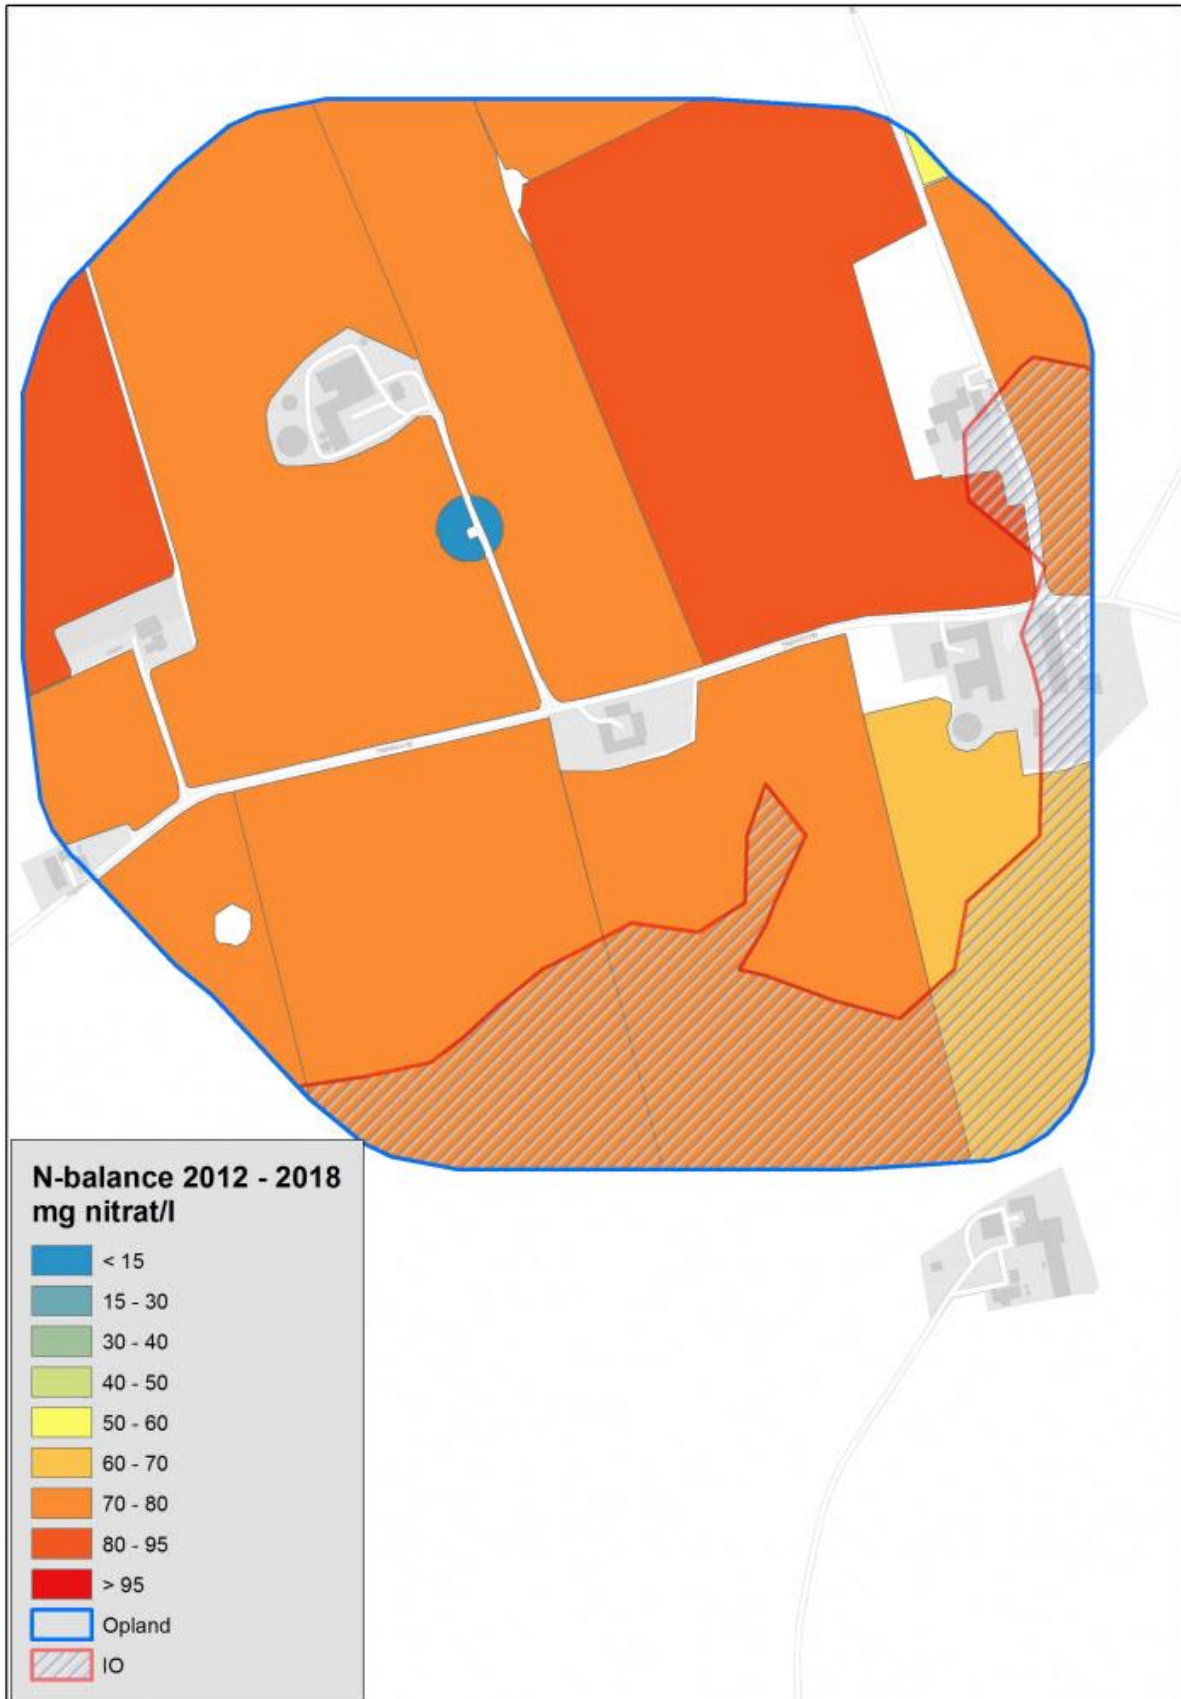 N-balance 2012 - 2018
mg nitrat/l
< 15
15 - 30
30 - 40
40 - 50
50 - 60
60 - 70
70 - 80
80 - 95
> 95
Opland
IO